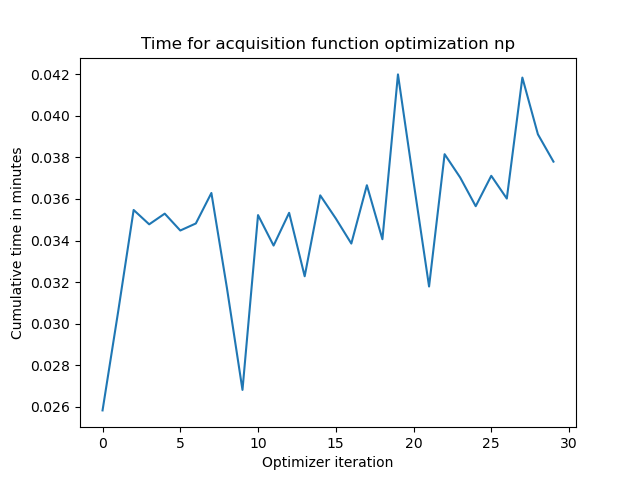 Time for acquisition function optimization np
0.042
0.040
0.038
0.036
0.034
0.032
0.030
0.028
0.026
Cumulative time in minutes
0 5 10 15 20 25 30
Optimizer iteration